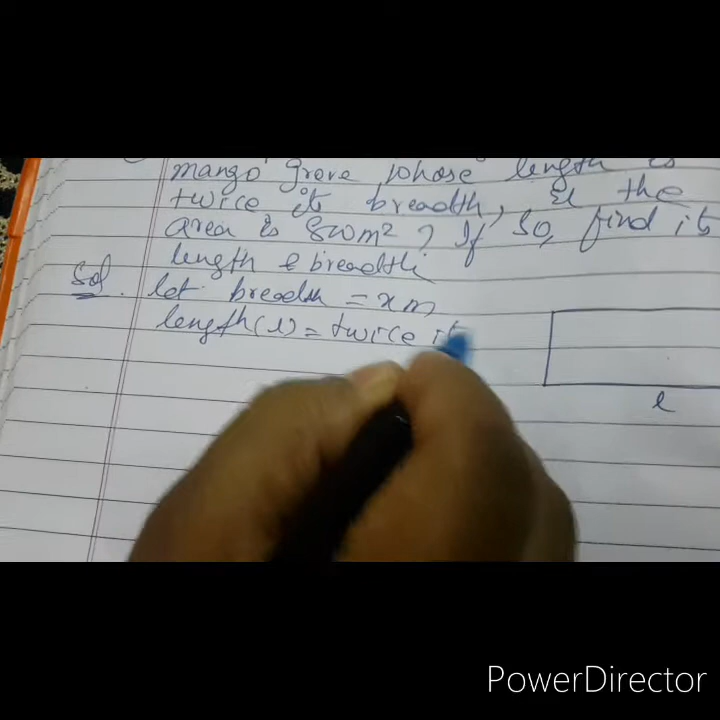 mango grove whose length is
twice its breadth, & the
area is 800m² ? If so, find its
length & breadth
Sol. let breadth = x m
length(l) = twice it
l
PowerDirector